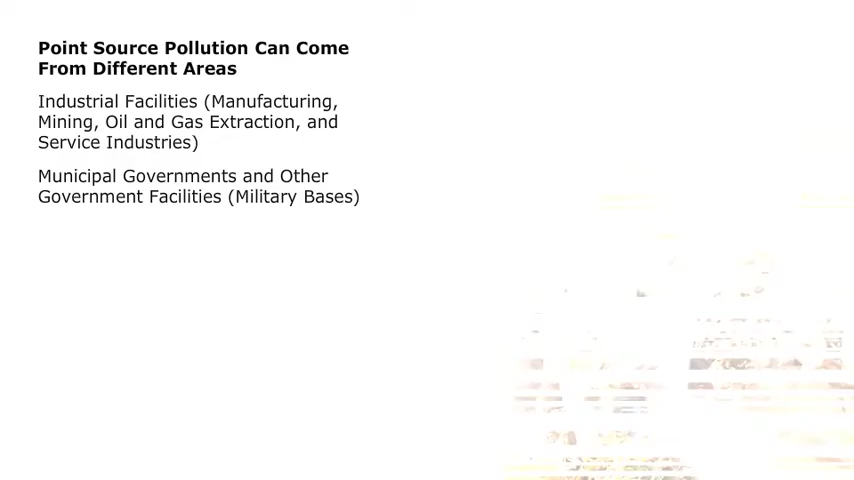 Point Source Pollution Can Come
From Different Areas
Industrial Facilities (Manufacturing,
Mining, Oil and Gas Extraction, and
Service Industries)
Municipal Governments and Other
Government Facilities (Military Bases)